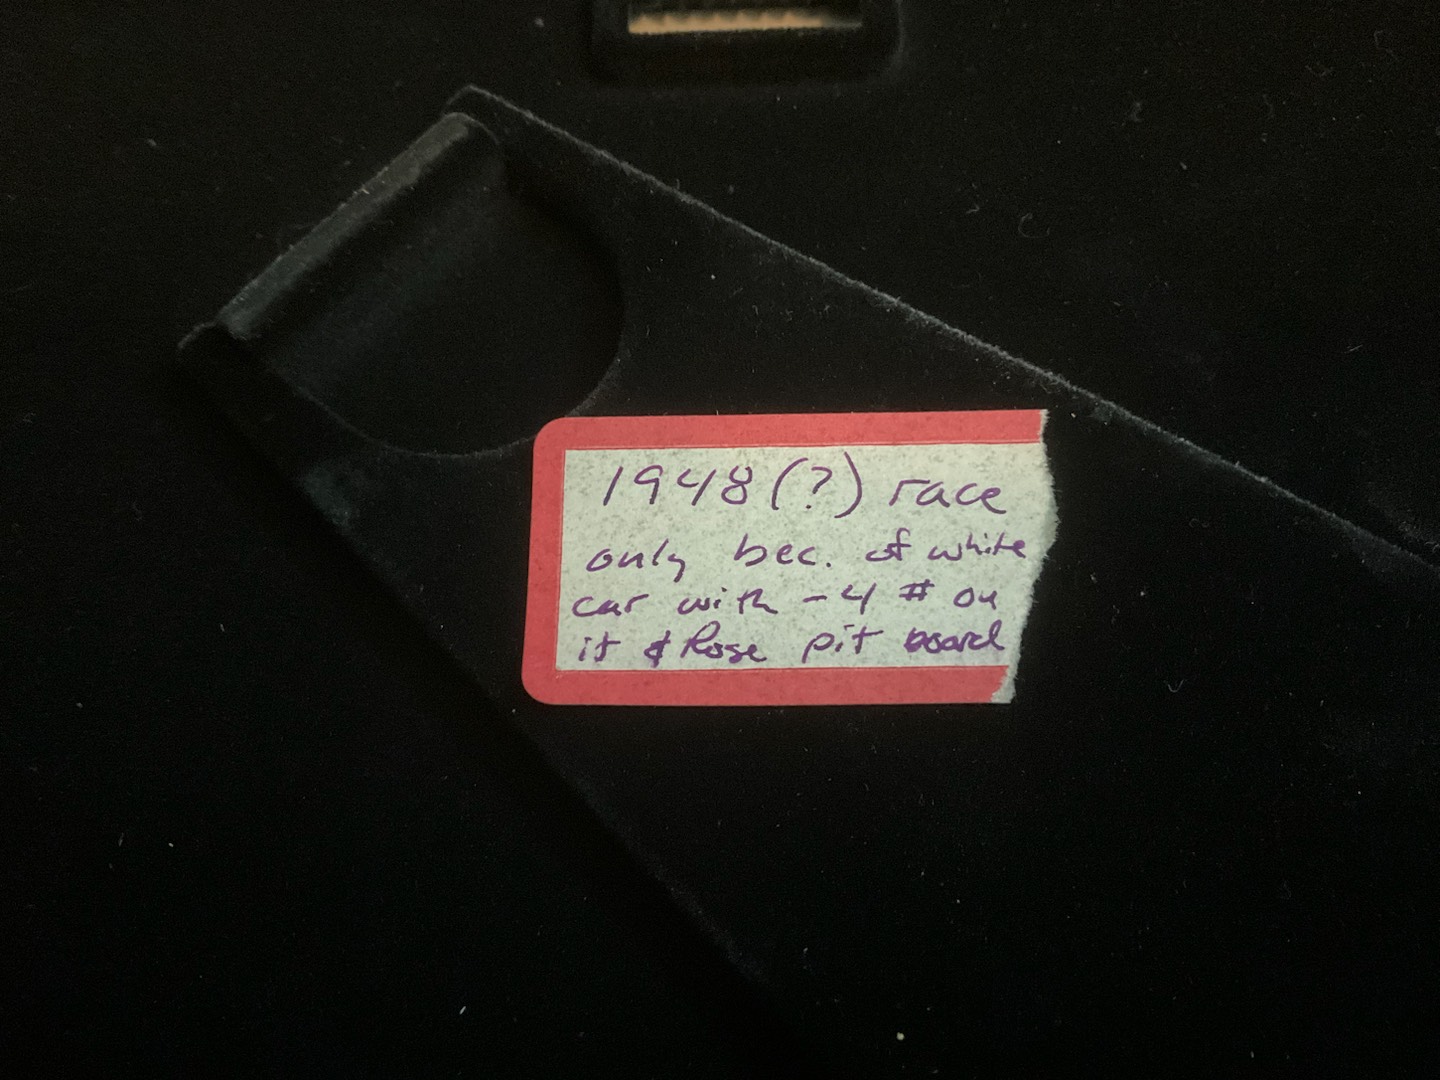 1948 (?) race
only bec. of white
car with -4 # on
it & Rose pit board